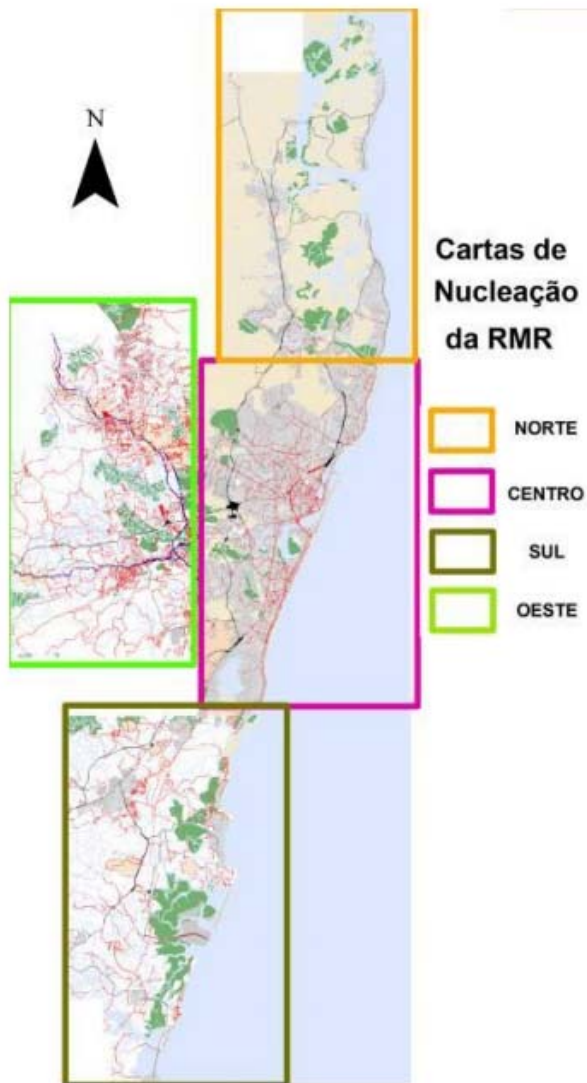 N
Cartas de
Nucleação
da RMR
NORTE
CENTRO
SUL
OESTE